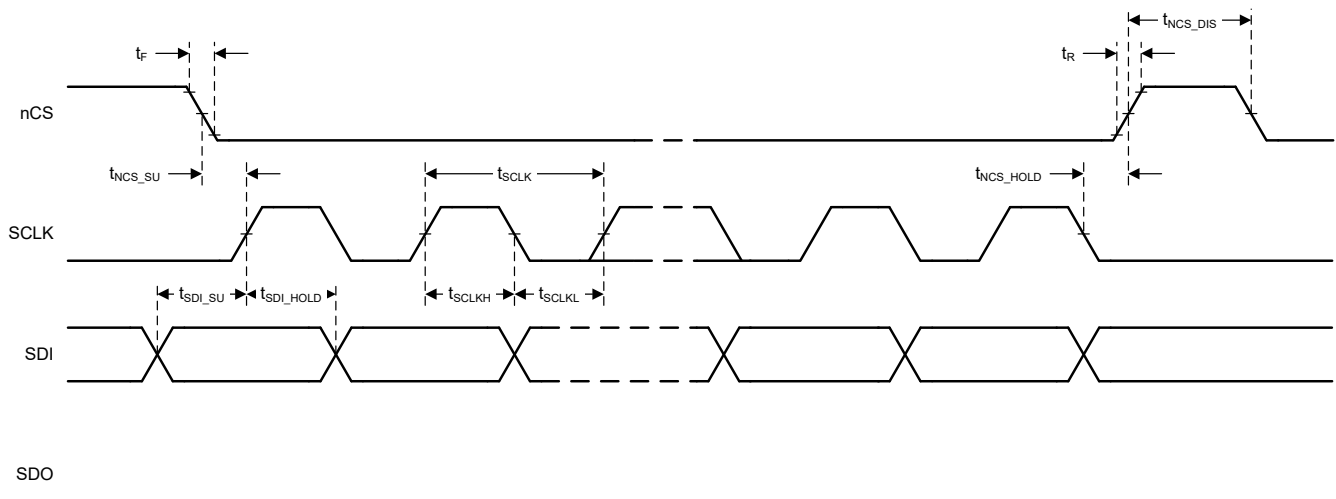 tNCS_DIS
tF
tR
nCS
tNCS_SU
tSCLK
tNCS_HOLD
SCLK
tSDI_SU
tSDI_HOLD
tSCLKH
tSCLKL
SDI
SDO